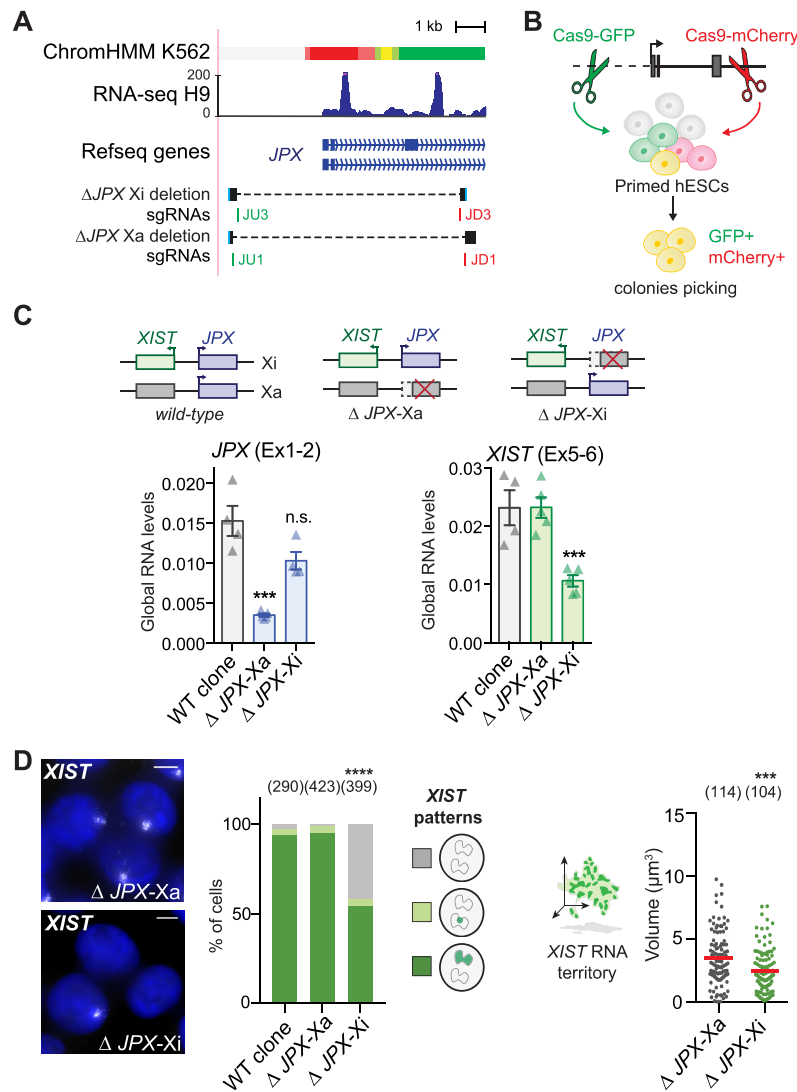 A
1 kb
ChromHMM K562
200
RNA-seq H9
0
Refseq genes
JPX
ΔJPX Xi deletion
sgRNAs
JU3
JD3
ΔJPX Xa deletion
sgRNAs
JU1
JD1
B
Cas9-GFP
Cas9-mCherry
Primed hESCs
GFP+
mCherry+
colonies picking
C
XIST
JPX
Xi
Xa
wild-type
XIST
JPX
Δ JPX-Xa
XIST
JPX
Δ JPX-Xi
JPX (Ex1-2)
Global RNA levels
0.020
0.015
0.010
0.005
0.000
***
n.s.
WT clone
Δ JPX-Xa
Δ JPX-Xi
XIST (Ex5-6)
Global RNA levels
0.03
0.02
0.01
0.00
***
WT clone
Δ JPX-Xa
Δ JPX-Xi
D
XIST
Δ JPX-Xa
XIST
Δ JPX-Xi
****
(290) (423) (399)
% of cells
100
50
0
WT clone
Δ JPX-Xa
Δ JPX-Xi
XIST
patterns
XIST RNA
territory
***
(114) (104)
Volume (μm³)
15
10
5
0
Δ JPX-Xa
Δ JPX-Xi